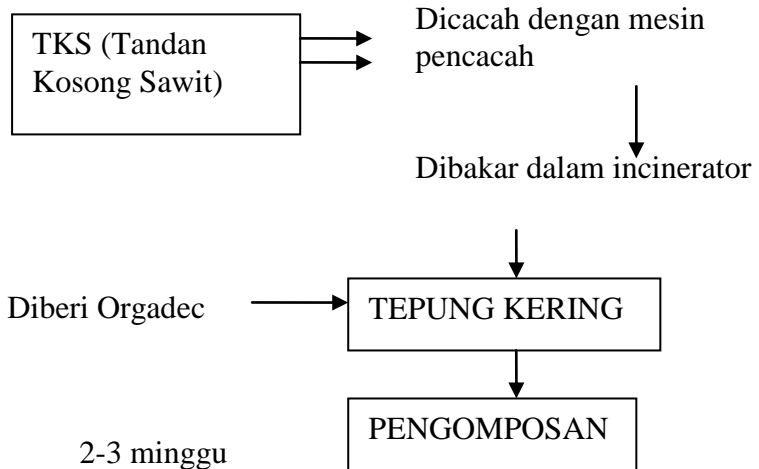 TKS (Tandan
Kosong Sawit)
Dicacah dengan mesin
pencacah
Dibakar dalam incinerator
Diberi Orgadec
TEPUNG KERING
PENGOMPOSAN
2-3 minggu